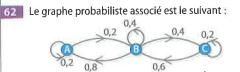 62 Le graphe probabiliste associé est le suivant :
0,4
0,2 0,4 0,2
A B C
0,2 0,8 0,6